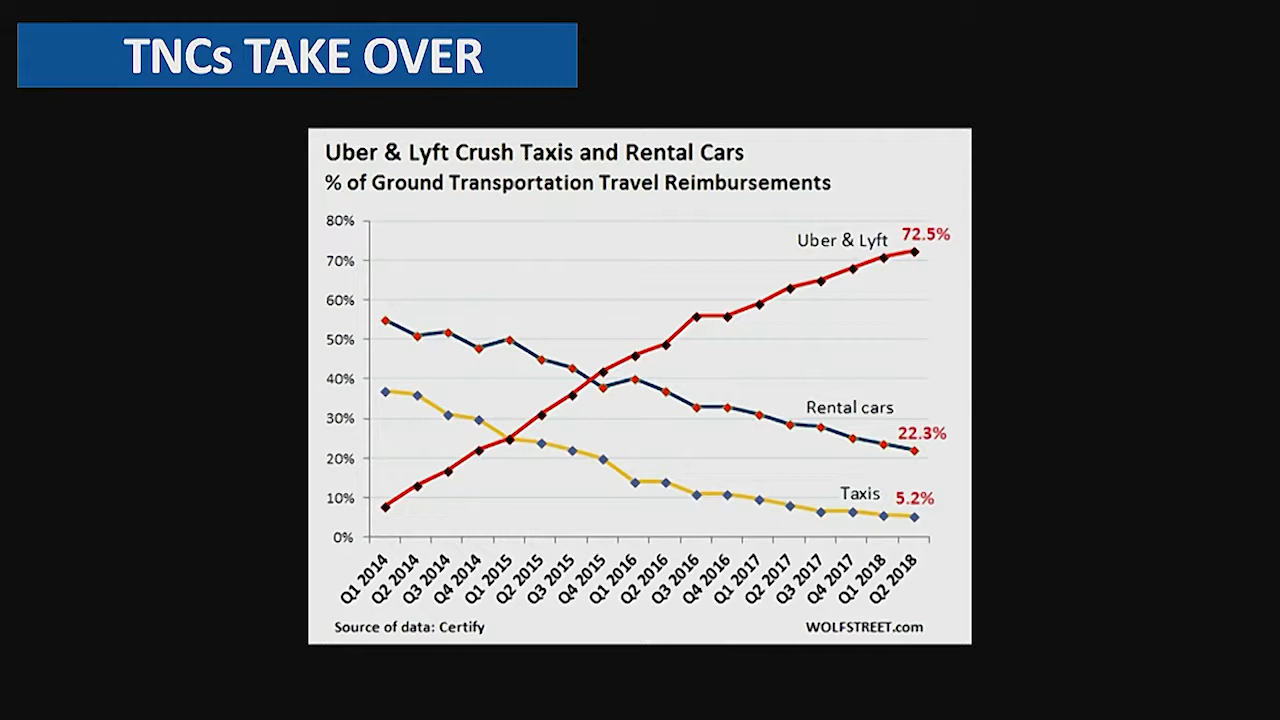 TNCs TAKE OVER
Uber & Lyft Crush Taxis and Rental Cars
% of Ground Transportation Travel Reimbursements
80%
70%
60%
50%
40%
30%
20%
10%
0%
Uber & Lyft
72.5%
Rental cars
22.3%
Taxis
5.2%
Q1 2014
Q2 2014
Q3 2014
Q4 2014
Q1 2015
Q2 2015
Q3 2015
Q4 2015
Q1 2016
Q2 2016
Q3 2016
Q4 2016
Q1 2017
Q2 2017
Q3 2017
Q4 2017
Q1 2018
Q2 2018
Source of data: Certify
WOLFSTREET.com